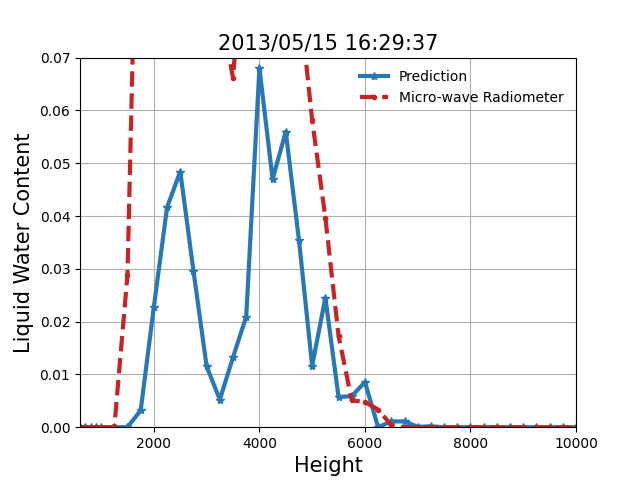 2013/05/15 16:29:37
Prediction
Micro-wave Radiometer
Liquid Water Content
0.07
0.06
0.05
0.04
0.03
0.02
0.01
0.00
2000 4000 6000 8000 10000
Height